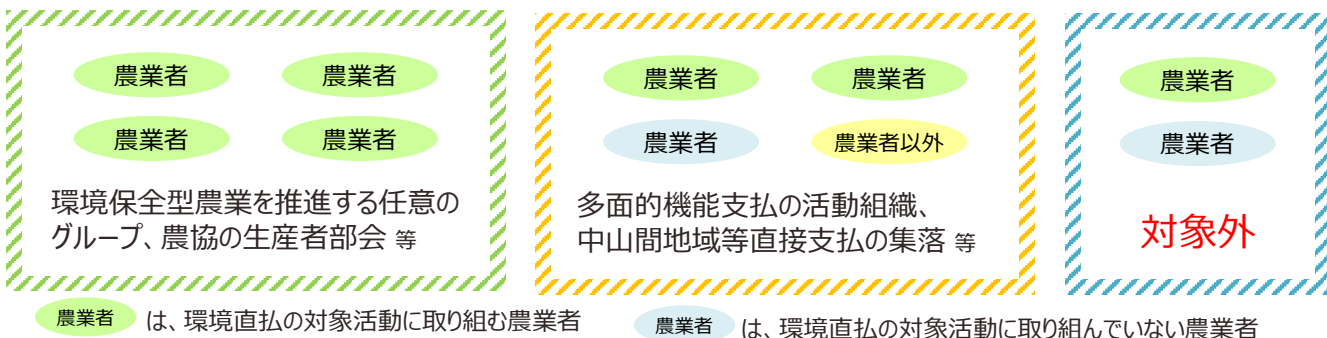 農業者 農業者
農業者 農業者
環境保全型農業を推進する任意の
グループ、農協の生産者部会 等
農業者 農業者
農業者 農業者以外
多面的機能支払の活動組織、
中山間地域等直接支払の集落 等
農業者
農業者
対象外
農業者 は、環境直払の対象活動に取り組む農業者
農業者 は、環境直払の対象活動に取り組んでいない農業者